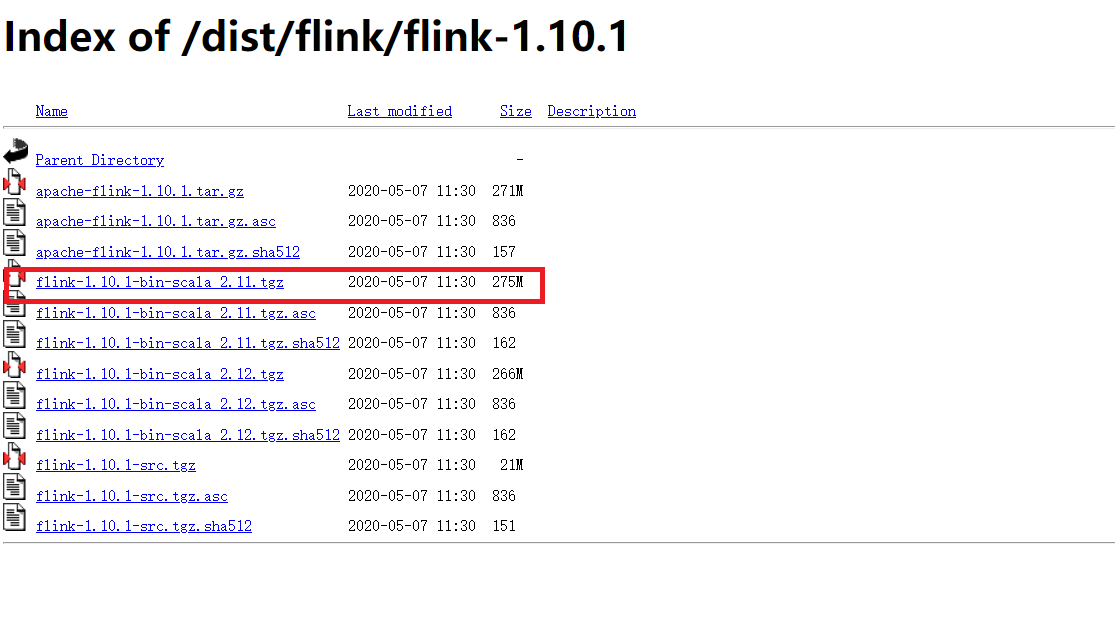 Index of /dist/flink/flink-1.10.1
Name Last modified Size Description
Parent Directory -
apache-flink-1.10.1.tar.gz 2020-05-07 11:30 271M
apache-flink-1.10.1.tar.gz.asc 2020-05-07 11:30 836
apache-flink-1.10.1.tar.gz.sha512 2020-05-07 11:30 157
flink-1.10.1-bin-scala_2.11.tgz 2020-05-07 11:30 275M
flink-1.10.1-bin-scala_2.11.tgz.asc 2020-05-07 11:30 836
flink-1.10.1-bin-scala_2.11.tgz.sha512 2020-05-07 11:30 162
flink-1.10.1-bin-scala_2.12.tgz 2020-05-07 11:30 266M
flink-1.10.1-bin-scala_2.12.tgz.asc 2020-05-07 11:30 836
flink-1.10.1-bin-scala_2.12.tgz.sha512 2020-05-07 11:30 162
flink-1.10.1-src.tgz 2020-05-07 11:30 21M
flink-1.10.1-src.tgz.asc 2020-05-07 11:30 836
flink-1.10.1-src.tgz.sha512 2020-05-07 11:30 151